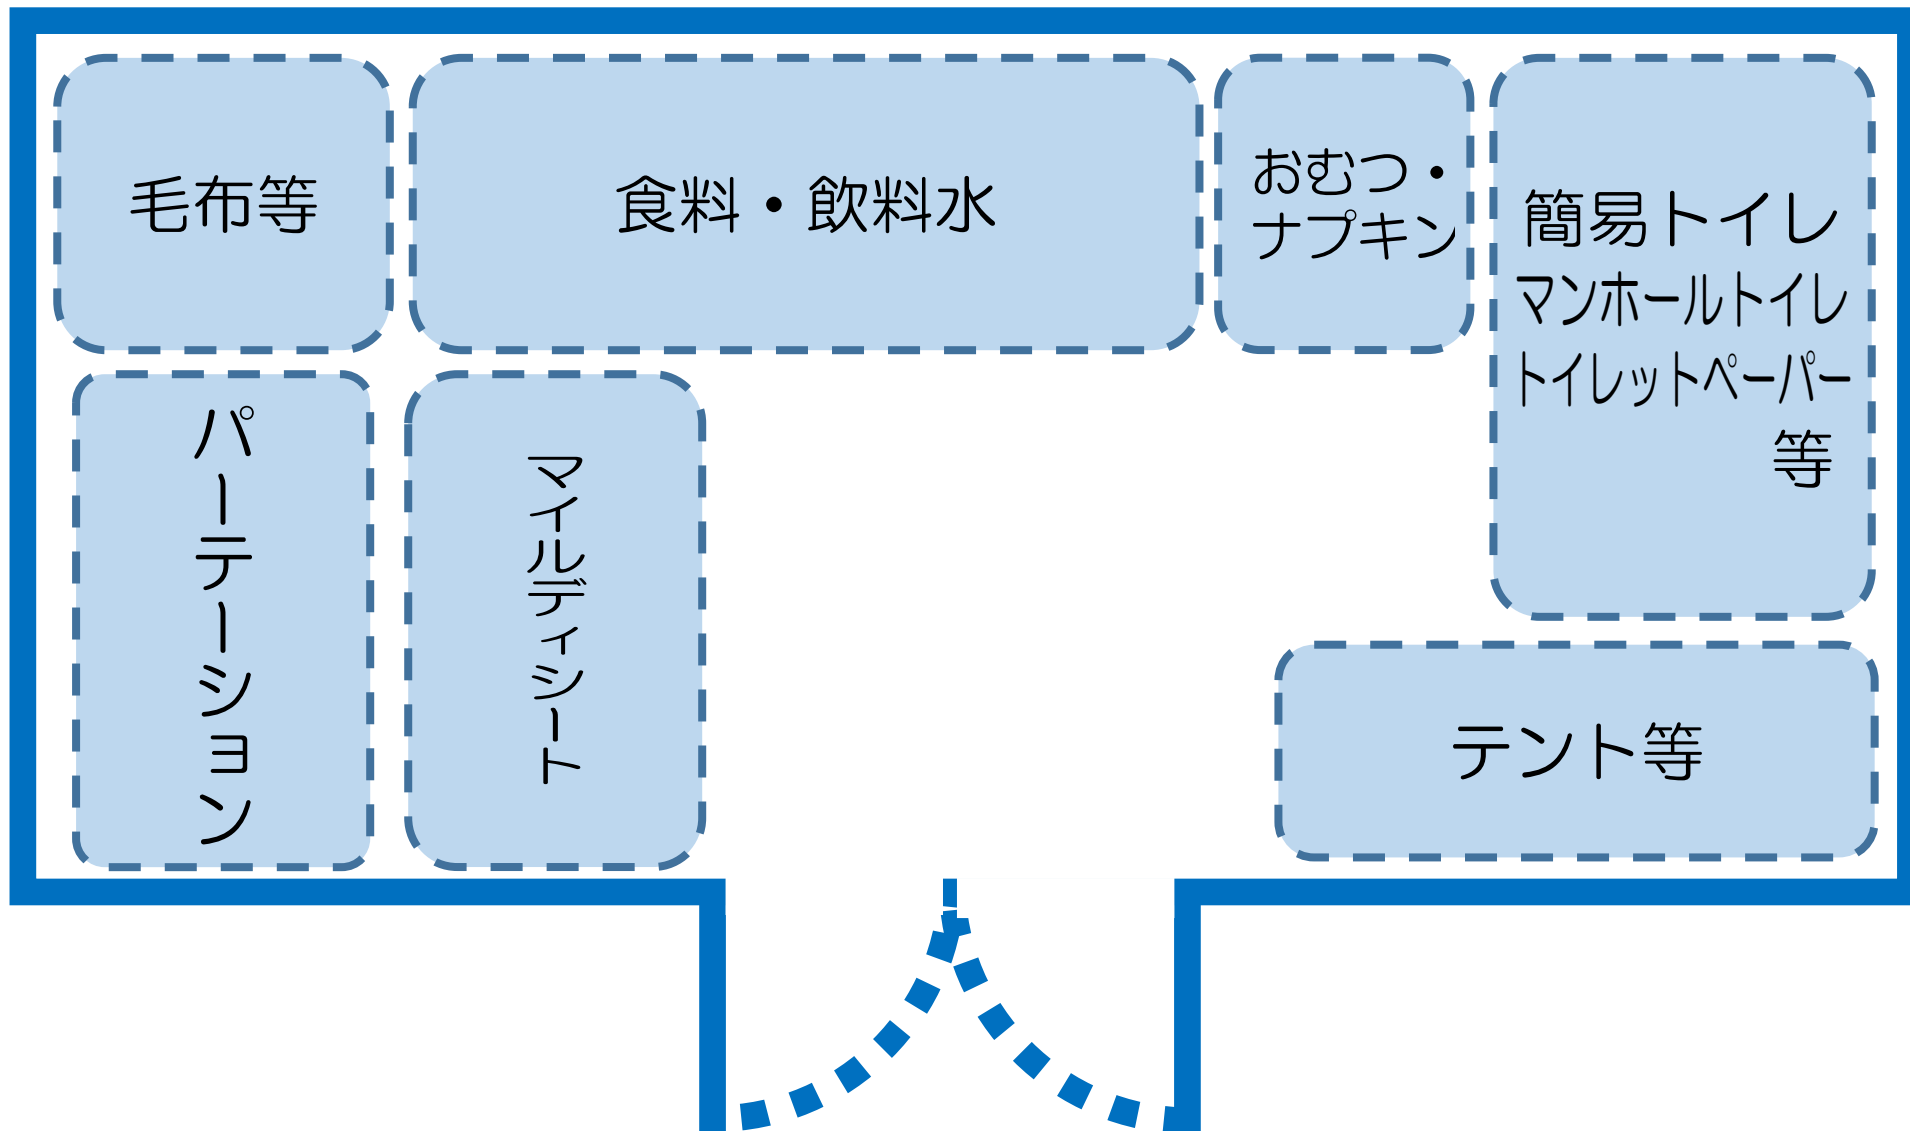 毛布等
食料・飲料水
おむつ・
ナプキン
簡易トイレ
マンホールトイレ
トイレットペーパー
等
パーテーション
マイルディシート
テント等